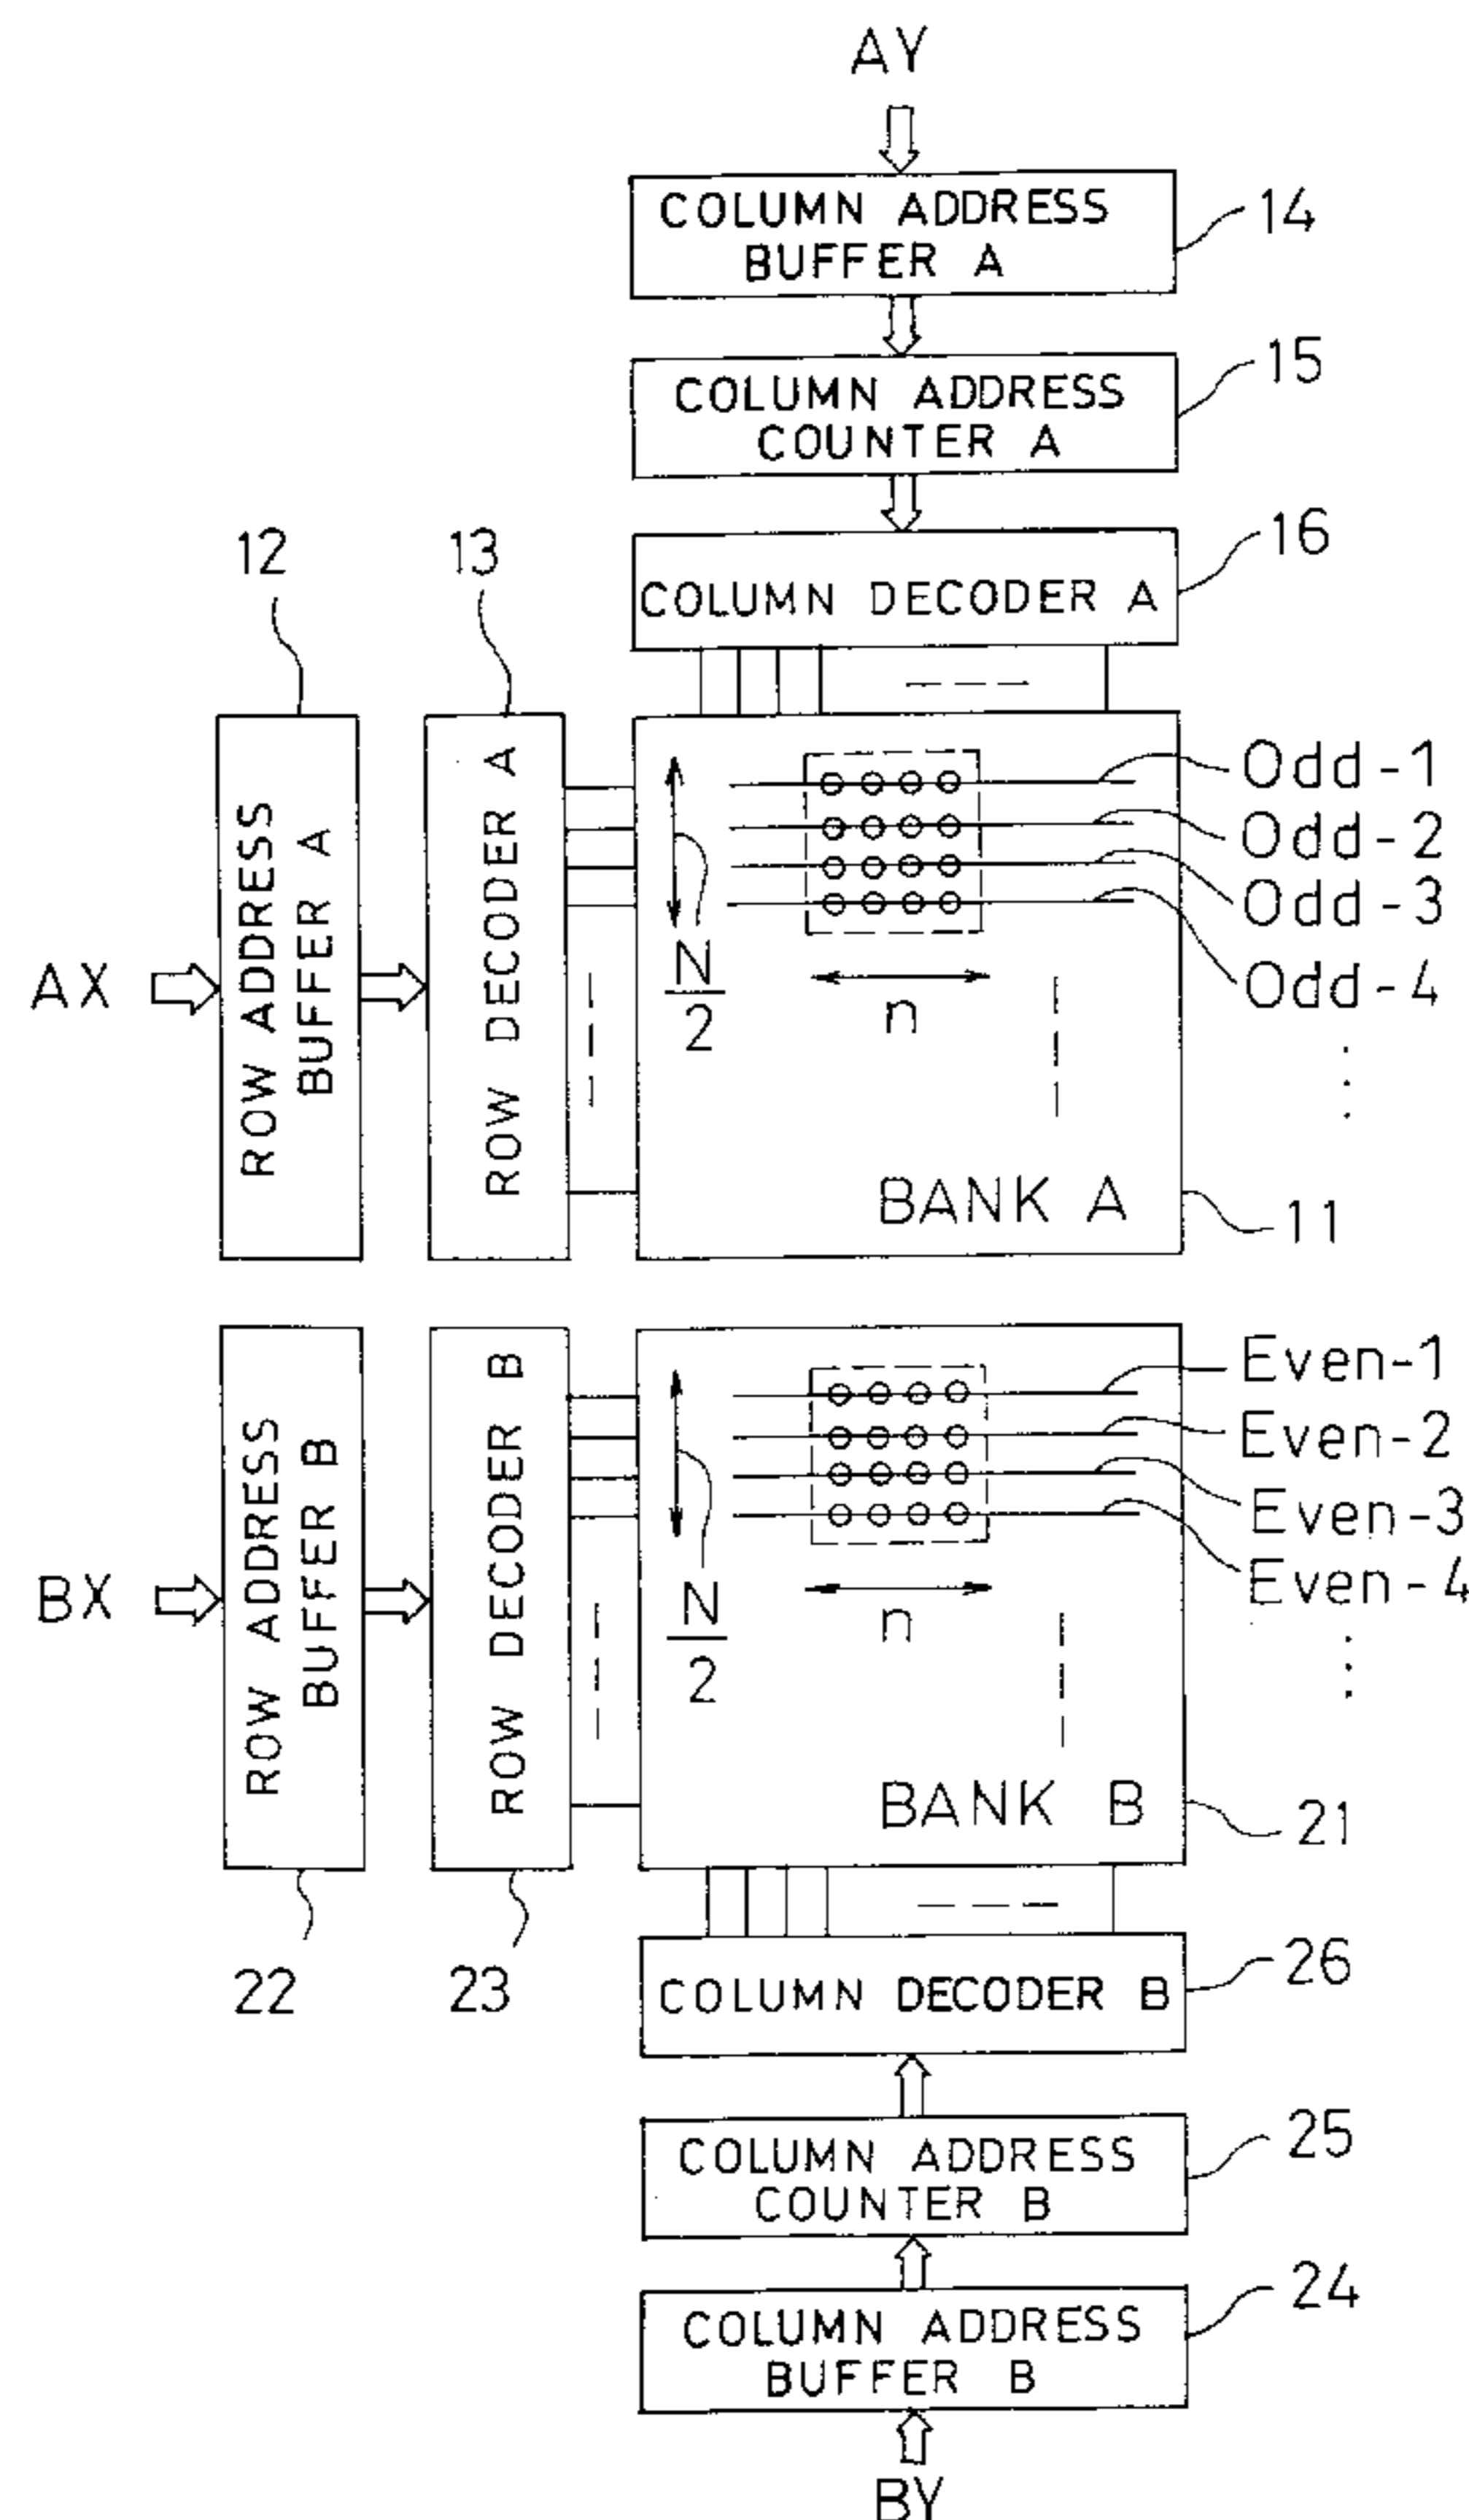 AY
COLUMN ADDRESS
BUFFER A
14
COLUMN ADDRESS
COUNTER A
15
COLUMN DECODER A
16
12
13
ROW ADDRESS
BUFFER A
ROW DECODER A
AX
N
2
n
Odd-1
Odd-2
Odd-3
Odd-4
BANK A
11
ROW ADDRESS
BUFFER B
ROW DECODER B
BX
N
2
n
Even-1
Even-2
Even-3
Even-4
BANK B
21
22
23
COLUMN DECODER B
26
COLUMN ADDRESS
COUNTER B
25
COLUMN ADDRESS
BUFFER B
24
BY